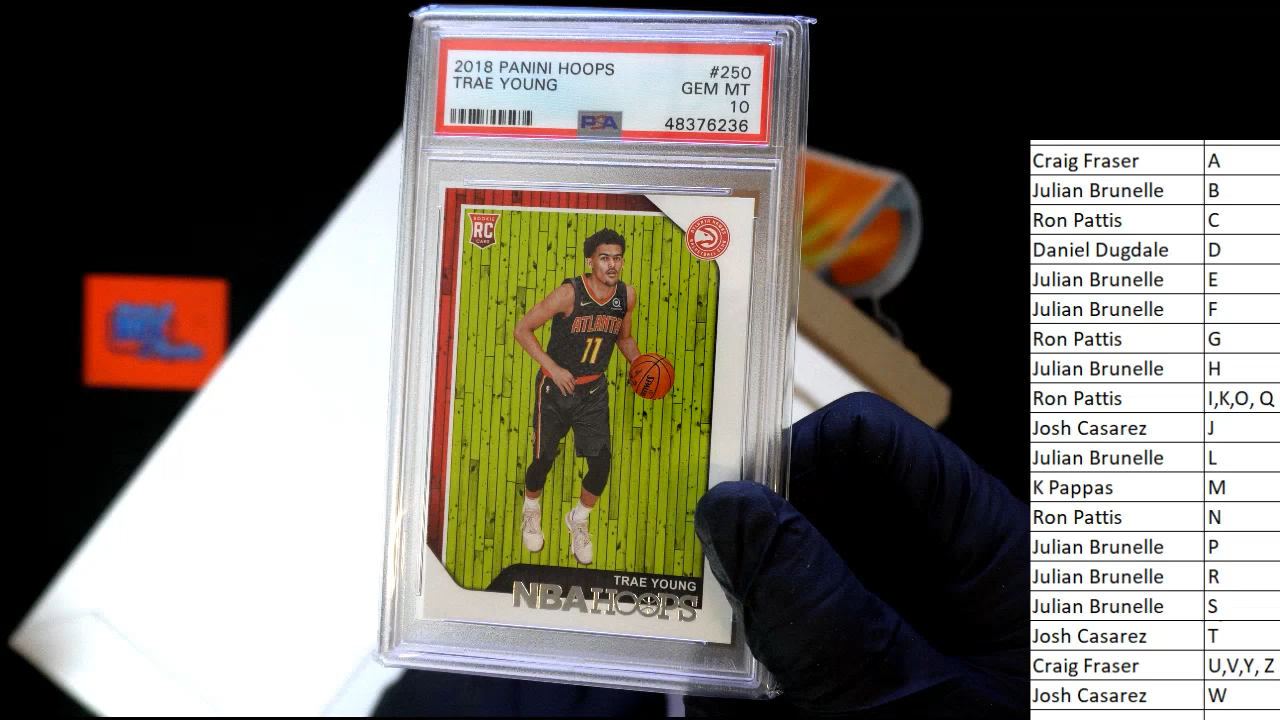 2018 PANINI HOOPS
TRAE YOUNG
#250
GEM MT
10
48376236
PSA
ROOKIE
RC
CARD
ATLANTA
11
TRAE YOUNG
NBA HOOPS
Craig Fraser A
Julian Brunelle B
Ron Pattis C
Daniel Dugdale D
Julian Brunelle E
Julian Brunelle F
Ron Pattis G
Julian Brunelle H
Ron Pattis I,K,O, Q
Josh Casarez J
Julian Brunelle L
K Pappas M
Ron Pattis N
Julian Brunelle P
Julian Brunelle R
Julian Brunelle S
Josh Casarez T
Craig Fraser U,V,Y, Z
Josh Casarez W